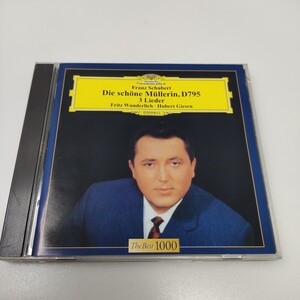 Franz Schubert
Die schöne Müllerin, D795
3 Lieder
Fritz Wunderlich · Hubert Giesen
The Best 1000